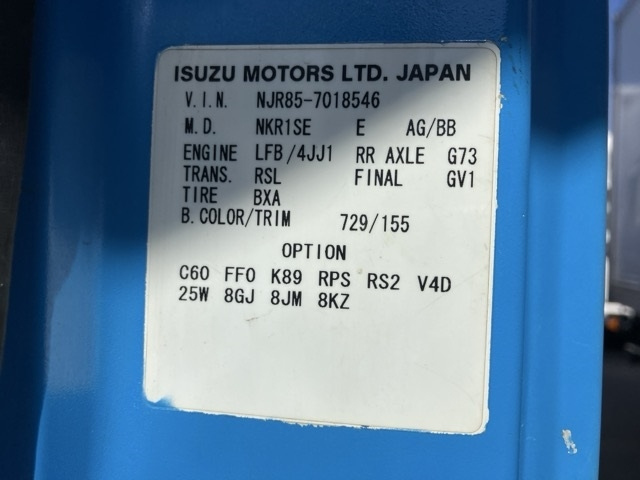 ISUZU MOTORS LTD. JAPAN
V.I.N. NJR85-7018546
M.D. NKR1SE E AG/BB
ENGINE LFB/4JJ1 RR AXLE G73
TRANS. RSL FINAL GV1
TIRE BXA
B.COLOR/TRIM 729/155
OPTION
C60 FF0 K89 RPS RS2 V4D
25W 8GJ 8JM 8KZ